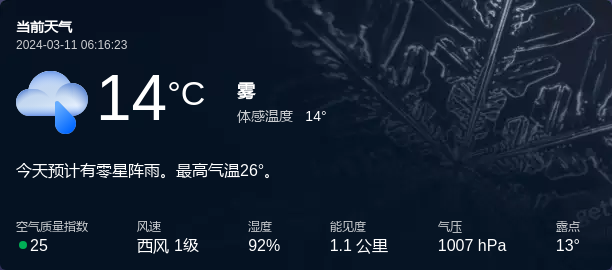 当前天气
2024-03-11 06:16:23
14°C
雾
体感温度 14°
今天预计有零星阵雨。最高气温26°。
空气质量指数 风速 湿度 能见度 气压 露点
25 西风 1级 92% 1.1 公里 1007 hPa 13°